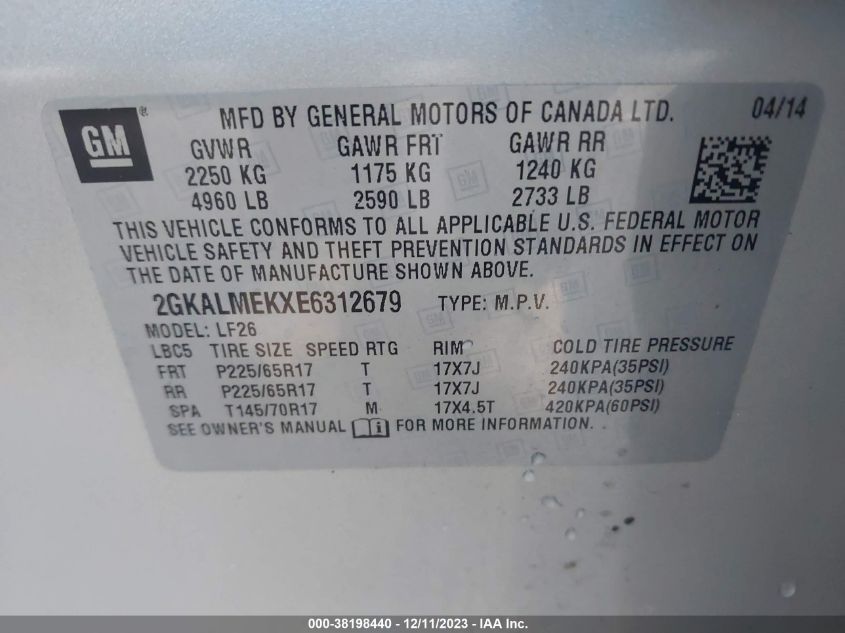 GM ® MFD BY GENERAL MOTORS OF CANADA LTD. 04/14
GVWR GAWR FRT GAWR RR
2250 KG 1175 KG 1240 KG
4960 LB 2590 LB 2733 LB
THIS VEHICLE CONFORMS TO ALL APPLICABLE U.S. FEDERAL MOTOR
VEHICLE SAFETY AND THEFT PREVENTION STANDARDS IN EFFECT ON
THE DATE OF MANUFACTURE SHOWN ABOVE.
2GKALMEKXE6312679 TYPE: M.P.V.
MODEL: LF26
LBC5 TIRE SIZE SPEED RTG RIM COLD TIRE PRESSURE
FRT P225/65R17 T 17X7J 240KPA(35PSI)
RR P225/65R17 T 17X7J 240KPA(35PSI)
SPA T145/70R17 M 17X4.5T 420KPA(60PSI)
SEE OWNER'S MANUAL FOR MORE INFORMATION.
000-38198440 - 12/11/2023 - IAA Inc.